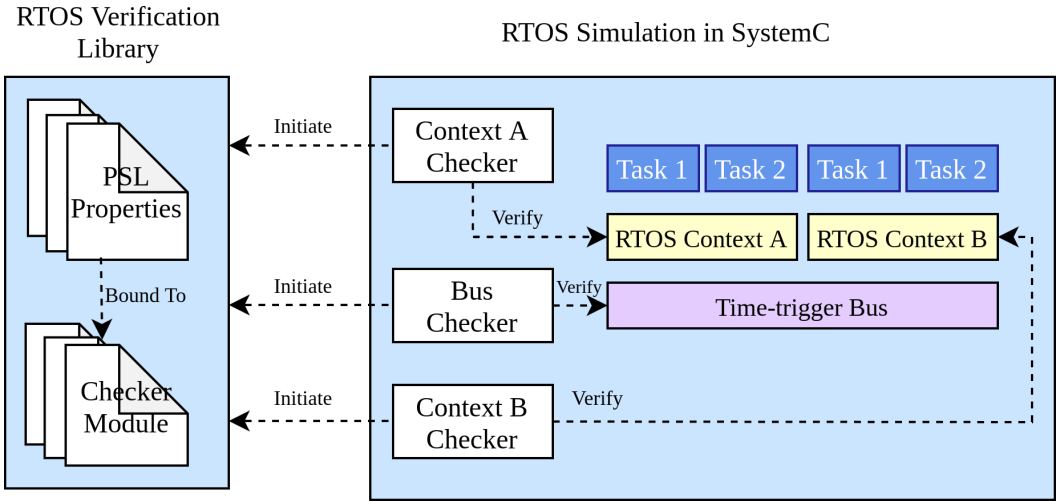 RTOS Verification
Library
RTOS Simulation in SystemC
PSL
Properties
Bound To
Checker
Module
Initiate
Initiate
Initiate
Context A
Checker
Verify
Bus
Checker
Verify
Context B
Checker
Verify
Task 1
Task 2
Task 1
Task 2
RTOS Context A
RTOS Context B
Time-trigger Bus